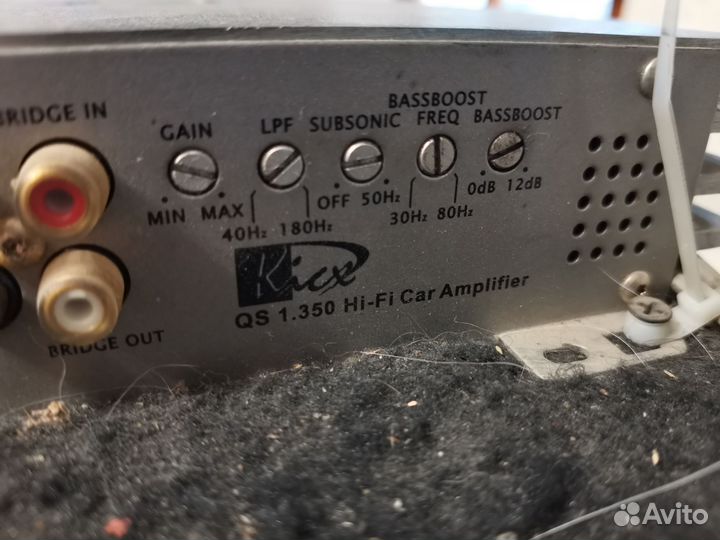 BRIDGE IN
GAIN
LPF
SUBSONIC
BASSBOOST
FREQ
BASSBOOST
MIN MAX
40Hz 180Hz
OFF 50Hz
30Hz 80Hz
0dB 12dB
Kicx
QS 1.350 Hi-Fi Car Amplifier
BRIDGE OUT
Avito